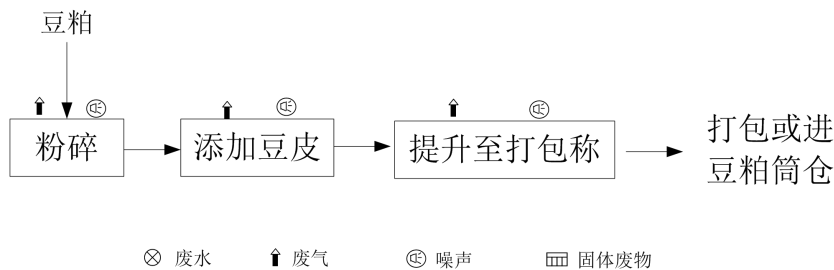 豆粕
粉碎
添加豆皮
提升至打包称
打包或进
豆粕筒仓
废水
废气
噪声
固体废物